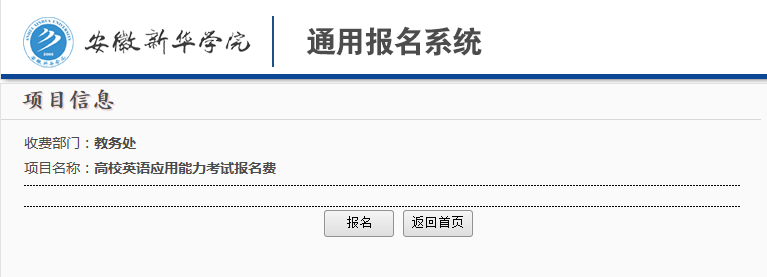 安徽新华学院
通用报名系统
项目信息
收费部门：教务处
项目名称：高校英语应用能力考试报名费
报名 返回首页